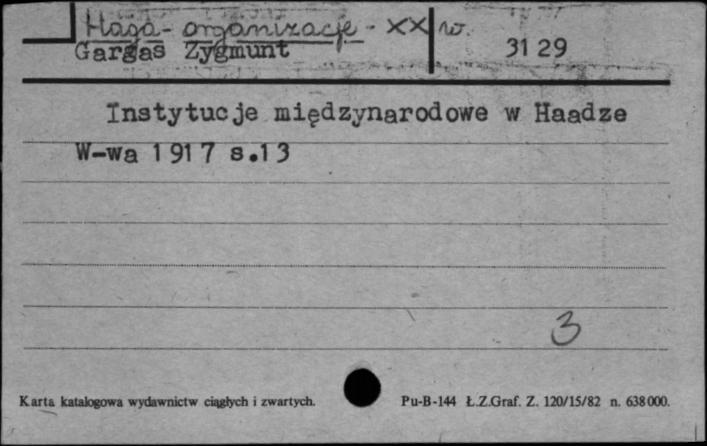 Haga - organizacje - XX w.
Gargas Zygmunt 3129
Instytucje międzynarodowe w Haadze
W-wa 1917 s.13
3
Karta katalogowa wydawnictw ciągłych i zwartych. Pu-B-144 Ł.Z.Graf. Z. 120/15/82 n. 638000.